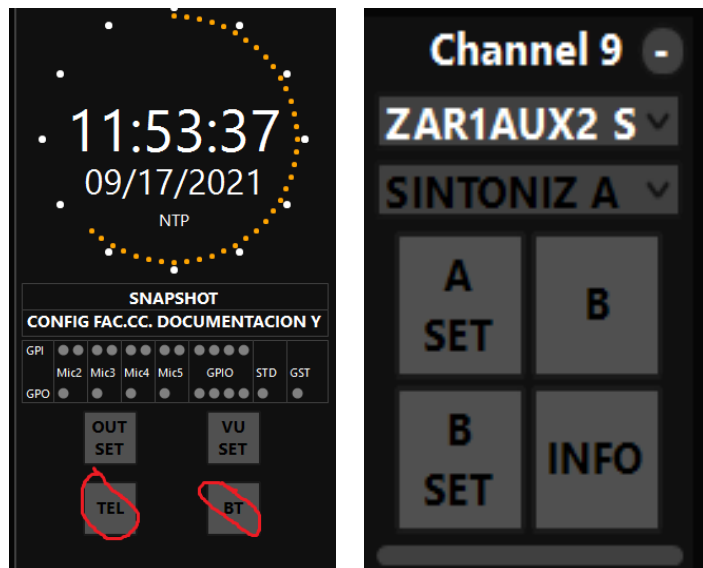 11:53:37
09/17/2021
NTP
SNAPSHOT
CONFIG FAC.CC. DOCUMENTACION Y
GPI
Mic2 Mic3 Mic4 Mic5 GPIO STD GST
GPO
OUT SET
VU SET
TEL
BT
Channel 9 -
ZAR1AUX2 S
SINTONIZ A
A SET
B
B SET
INFO